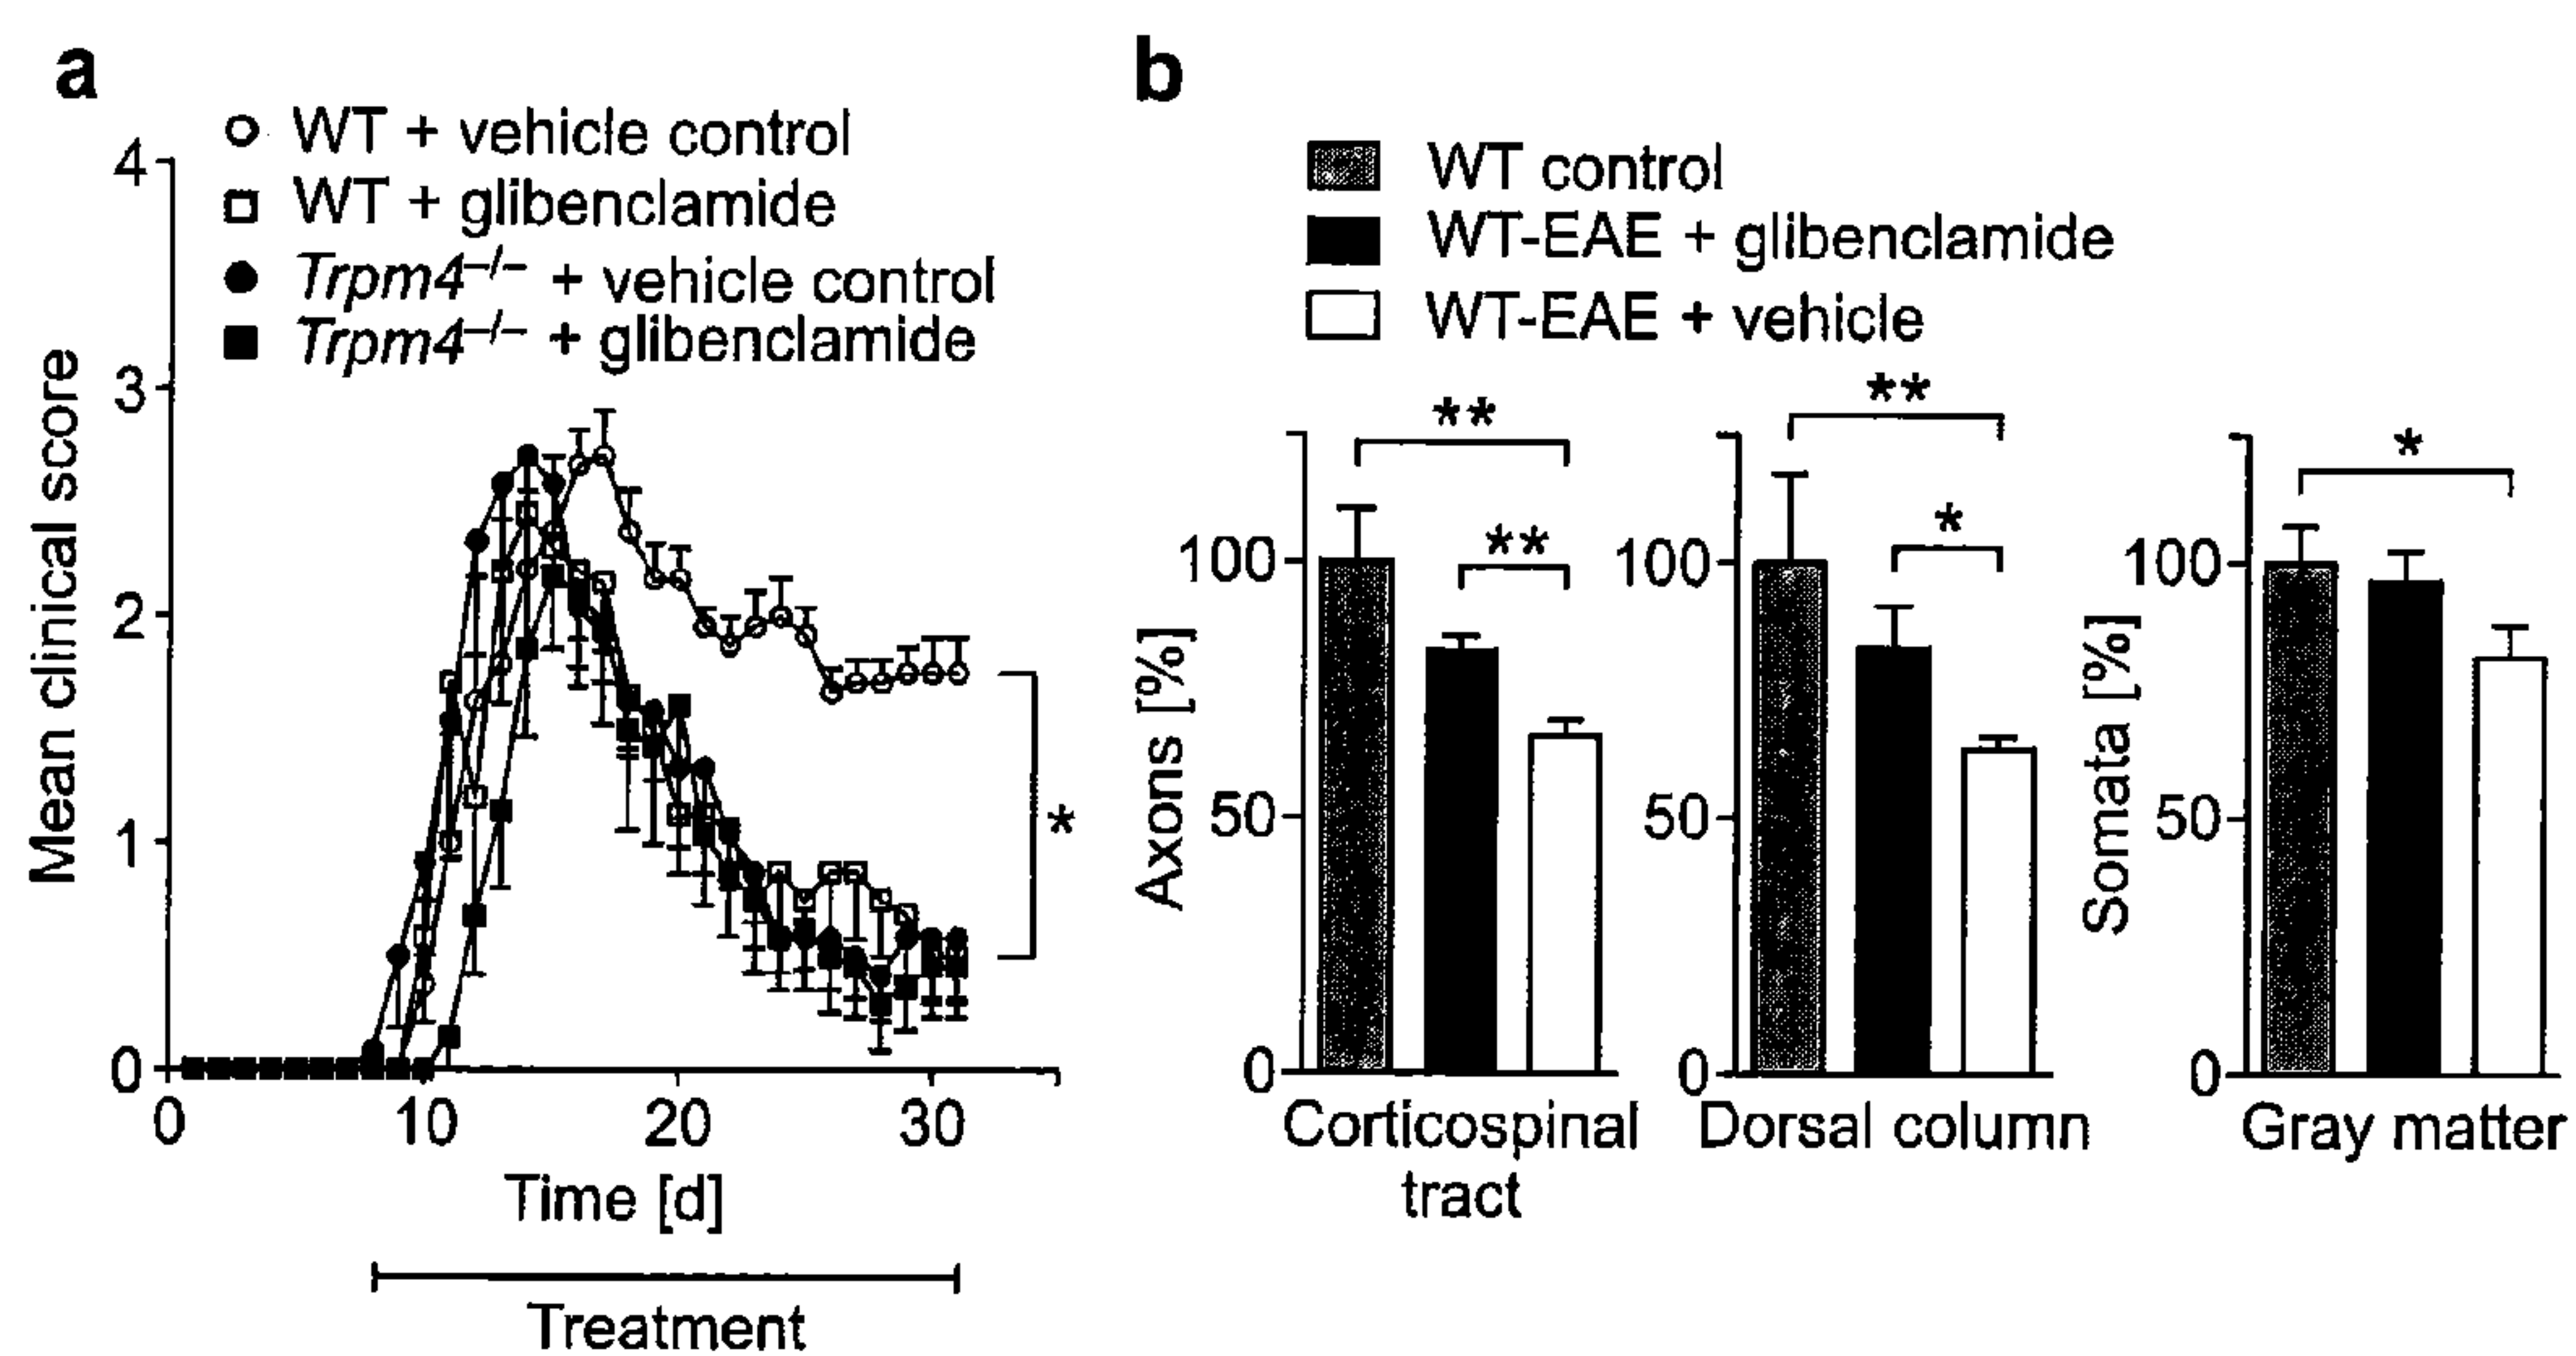 a
WT + vehicle control
WT + glibenclamide
Trpm4–/– + vehicle control
Trpm4–/– + glibenclamide
Mean clinical score
4
3
2
1
0
0 10 20 30
Time [d]
Treatment
*
b
WT control
WT-EAE + glibenclamide
WT-EAE + vehicle
Axons [%]
100
50
0
**
**
Corticospinal
tract
100
50
0
**
*
Dorsal column
Somata [%]
100
50
0
*
Gray matter